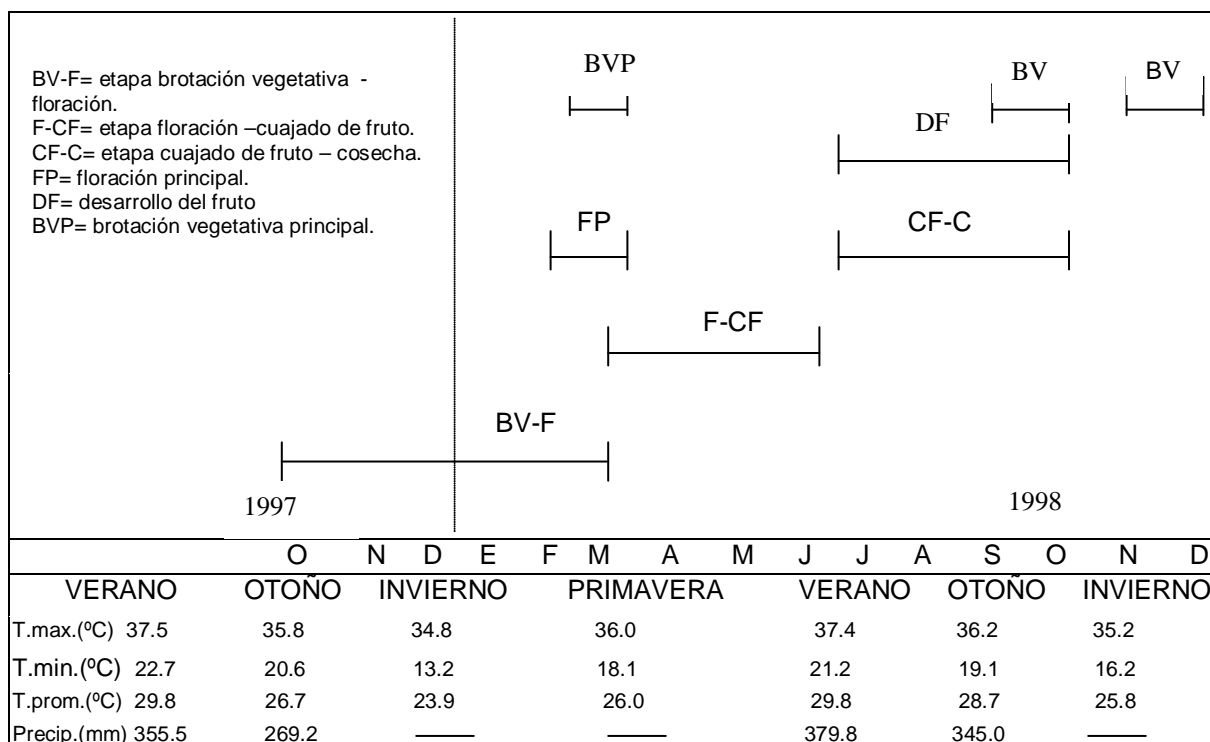 BV-F= etapa brotación vegetativa -
floración.
F-CF= etapa floración –cuajado de fruto.
CF-C= etapa cuajado de fruto – cosecha.
FP= floración principal.
DF= desarrollo del fruto
BVP= brotación vegetativa principal.
BVP
BV
BV
DF
FP
CF-C
F-CF
BV-F
1997
1998
O N D E F M A M J J A S O N D
VERANO OTOÑO INVIERNO PRIMAVERA VERANO OTOÑO INVIERNO
T.max.(ºC) 37.5 35.8 34.8 36.0 37.4 36.2 35.2
T.min.(ºC) 22.7 20.6 13.2 18.1 21.2 19.1 16.2
T.prom.(ºC) 29.8 26.7 23.9 26.0 29.8 28.7 25.8
Precip.(mm) 355.5 269.2 —— —— 379.8 345.0 ——